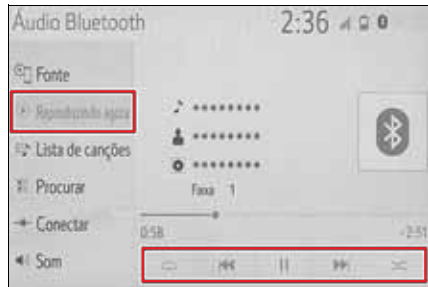 Áudio Bluetooth 2:36
Fonte
Reproduzindo agora
Lista de canções
********
********
********
Procurar
Faixa 1
Conectar
0:58 -2:51
Som